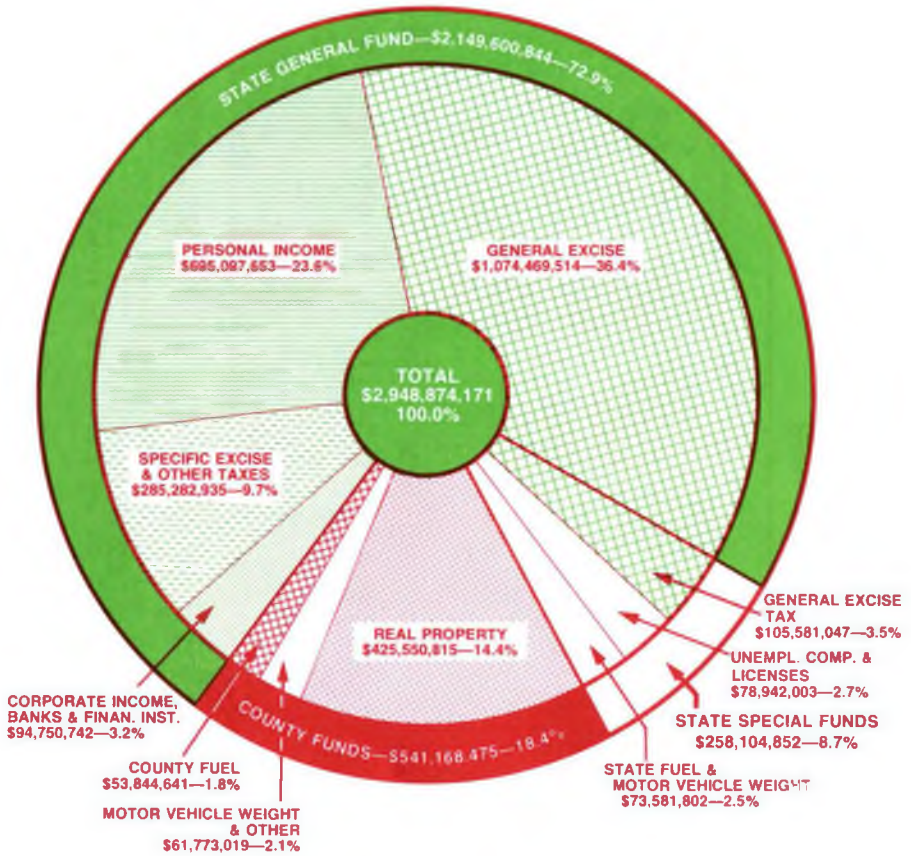 STATE GENERAL FUND—$2,149,600,844—72.9%
PERSONAL INCOME
$695,097,653—23.6%
GENERAL EXCISE
$1,074,469,514—36.4%
TOTAL
$2,948,874,171
100.0%
SPECIFIC EXCISE
& OTHER TAXES
$285,282,935—9.7%
REAL PROPERTY
$425,550,815—14.4%
GENERAL EXCISE
TAX
$105,581,047—3.5%
UNEMPL. COMP. &
LICENSES
$78,942,003—2.7%
STATE SPECIAL FUNDS
$258,104,852—8.7%
CORPORATE INCOME,
BANKS & FINAN. INST.
$94,750,742—3.2%
COUNTY FUNDS—$541,168,475—18.4%
COUNTY FUEL
$53,844,641—1.8%
STATE FUEL &
MOTOR VEHICLE WEIGHT
$73,581,802—2.5%
MOTOR VEHICLE WEIGHT
& OTHER
$61,773,019—2.1%